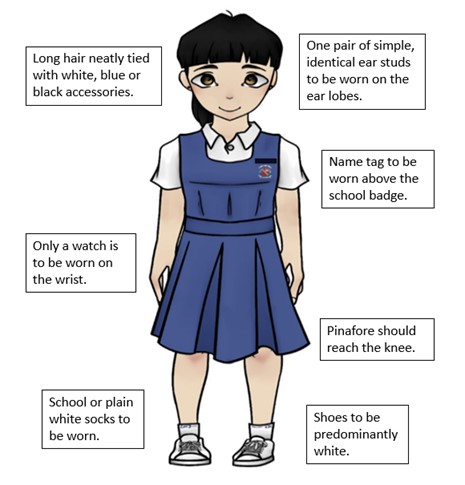 Long hair neatly tied
with white, blue or
black accessories.
One pair of simple,
identical ear studs
to be worn on the
ear lobes.
Name tag to be
worn above the
school badge.
Only a watch is
to be worn on
the wrist.
Pinafore should
reach the knee.
School or plain
white socks to
be worn.
Shoes to be
predominantly
white.